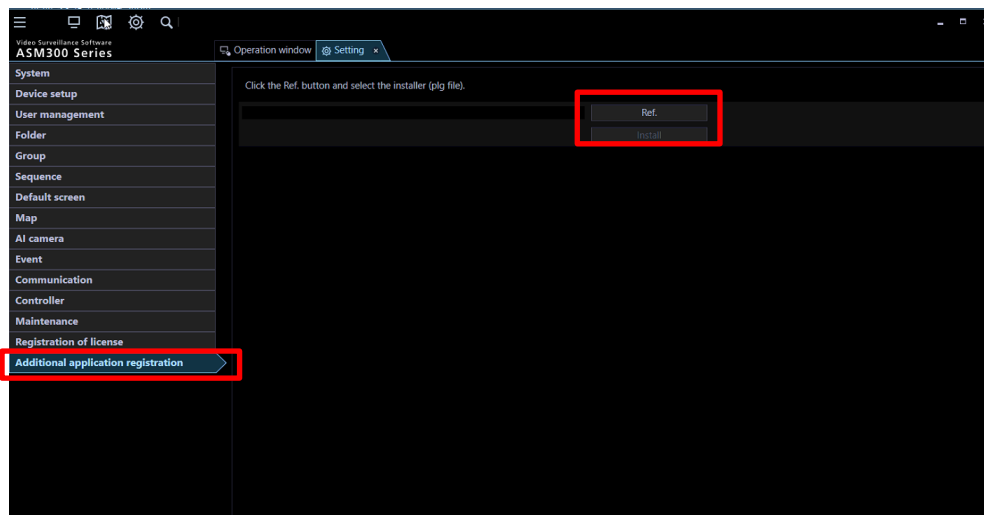 Video Surveillance Software
ASM300 Series
Operation window
Setting ×
System
Device setup
User management
Folder
Group
Sequence
Default screen
Map
AI camera
Event
Communication
Controller
Maintenance
Registration of license
Additional application registration
Click the Ref. button and select the installer (plg file).
Ref.
Install